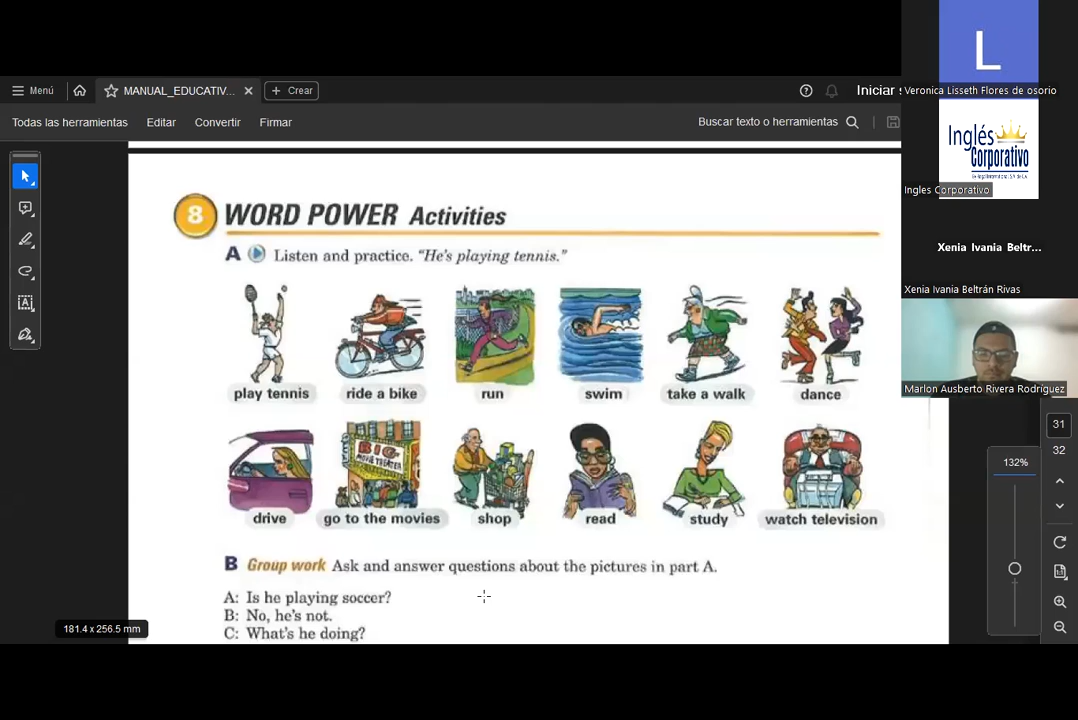 Menú
MANUAL_EDUCATIV...
Crear
Iniciar s
Todas las herramientas
Editar
Convertir
Firmar
Buscar texto o herramientas
8 WORD POWER Activities
A Listen and practice. “He’s playing tennis.”
play tennis
ride a bike
run
swim
take a walk
dance
BIG
MOVIE THEATER
drive
go to the movies
shop
read
study
watch television
B Group work Ask and answer questions about the pictures in part A.
A: Is he playing soccer?
B: No, he’s not.
C: What’s he doing?
181.4 x 256.5 mm
L
Veronica Lisseth Flores de osorio
Inglés
Corporativo
Ingles Corporativo
Xenia Ivania Beltr...
Xenia Ivania Beltrán Rivas
Marlon Ausberto Rivera Rodríguez
31
32
132%